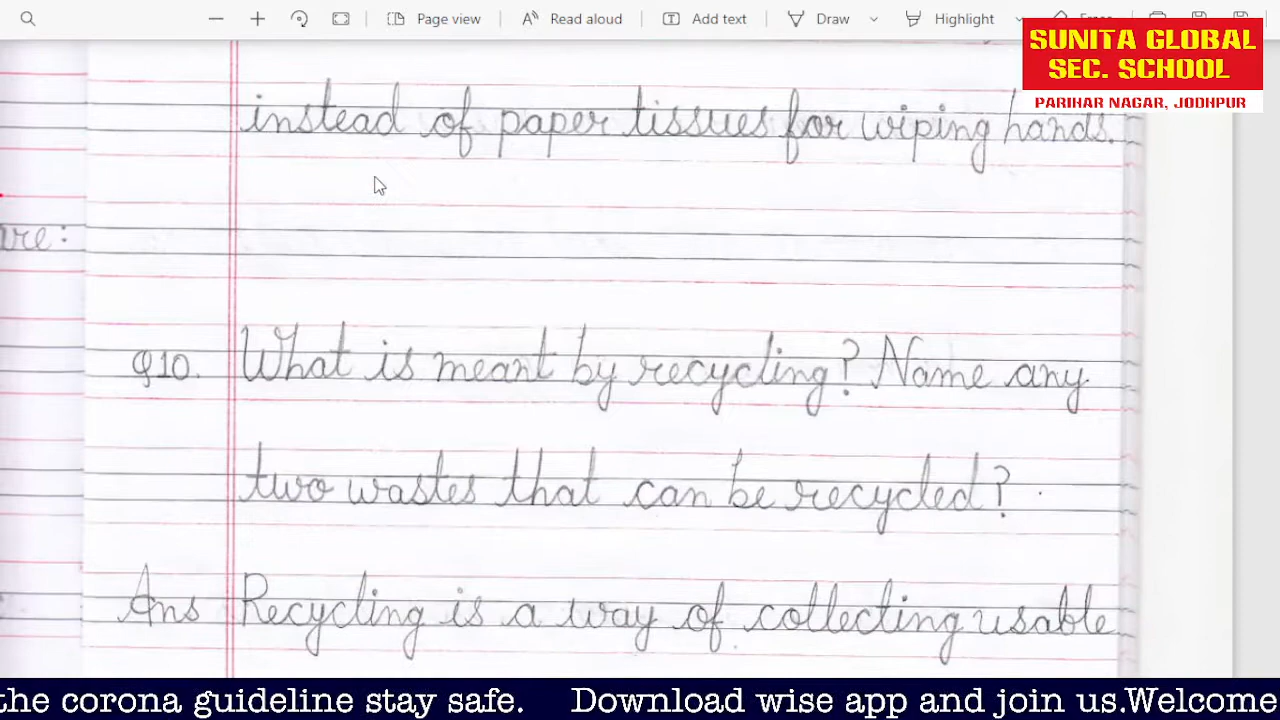 Page view
Read aloud
Add text
Draw
Highlight
SUNITA GLOBAL
SEC. SCHOOL
PARIHAR NAGAR, JODHPUR
instead of paper tissues for wiping hands.
are:
Q10. What is meant by recycling? Name any
two wastes that can be recycled?
Ans Recycling is a way of collecting usable
the corona guideline stay safe. Download wise app and join us.Welcome